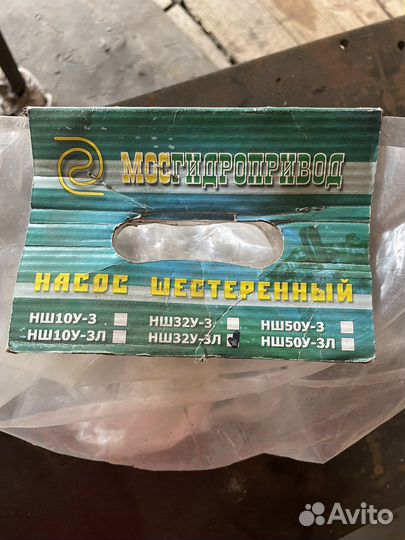 МОСГИДРОПРИВОД
НАСОС ШЕСТЕРЕННЫЙ
НШ10У-3 НШ32У-3 НШ50У-3
НШ10У-3Л НШ32У-3Л НШ50У-3Л
Avito